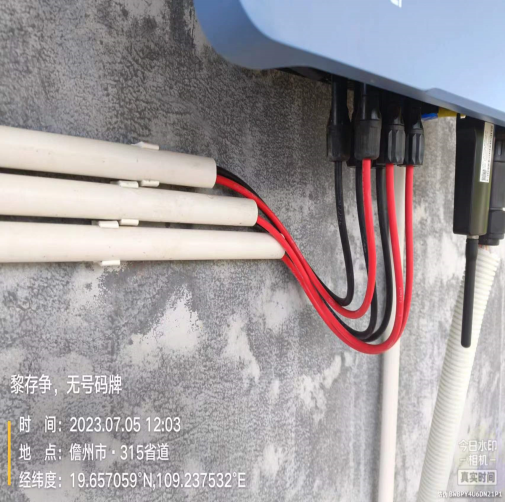 黎存争，无号码牌
时 间：2023.07.05 12:03
地 点：儋州市·315省道
经纬度：19.657059°N,109.237532°E
今日水印
相机
真实时间